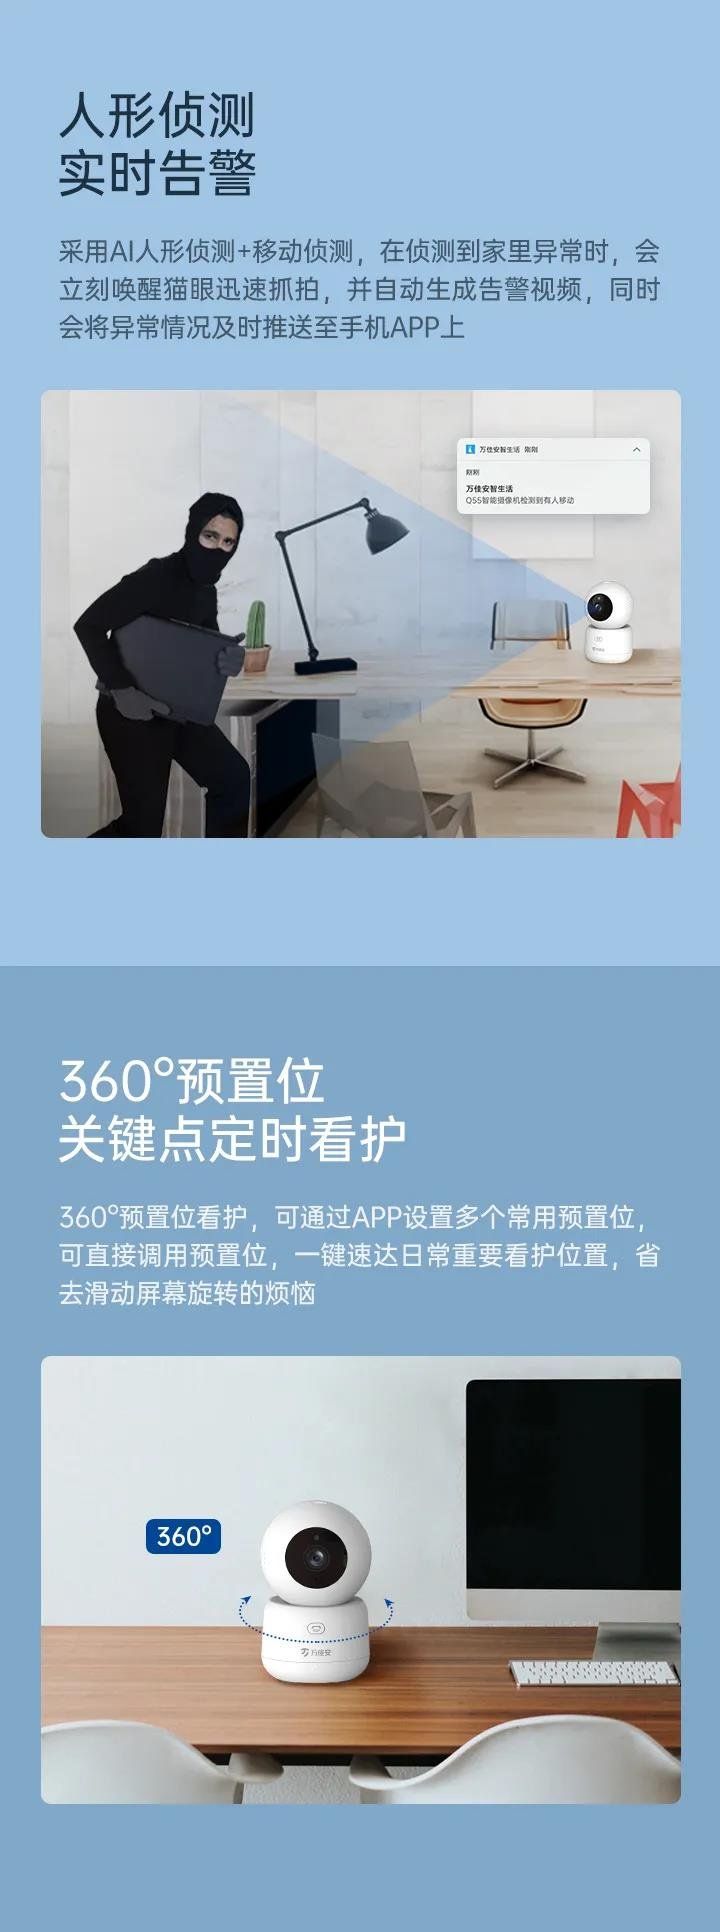 人形侦测
实时告警
采用AI人形侦测+移动侦测，在侦测到家里异常时，会
立刻唤醒猫眼迅速抓拍，并自动生成告警视频，同时
会将异常情况及时推送至手机APP上
万佳安智生活 刚刚
刚刚
万佳安智生活
Q55智能摄像机检测到有人移动
360°预置位
关键点定时看护
360°预置位看护，可通过APP设置多个常用预置位，
可直接调用预置位，一键速达日常重要看护位置，省
去滑动屏幕旋转的烦恼
360°
万佳安